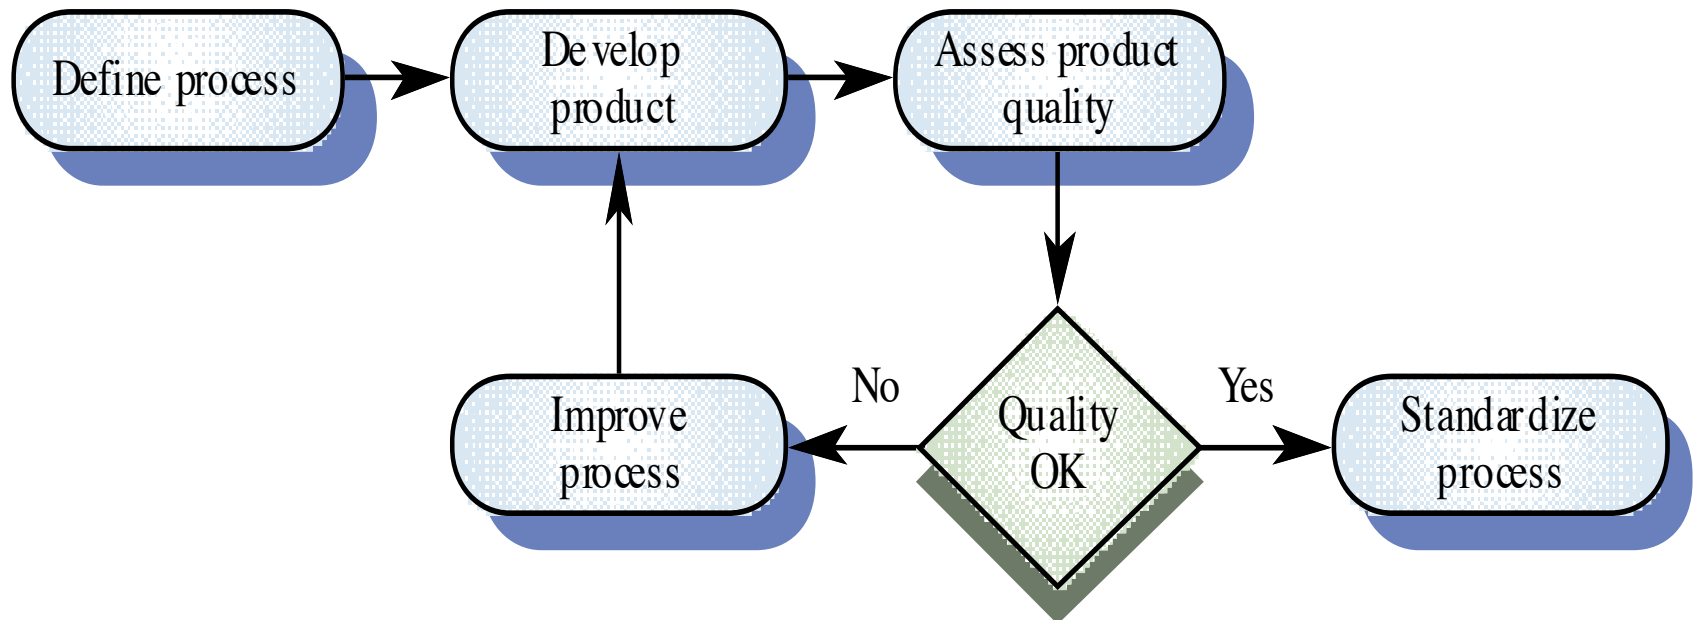 Define process
Develop
product
Assess product
quality
Improve
process
No
Quality
OK
Yes
Standardize
process